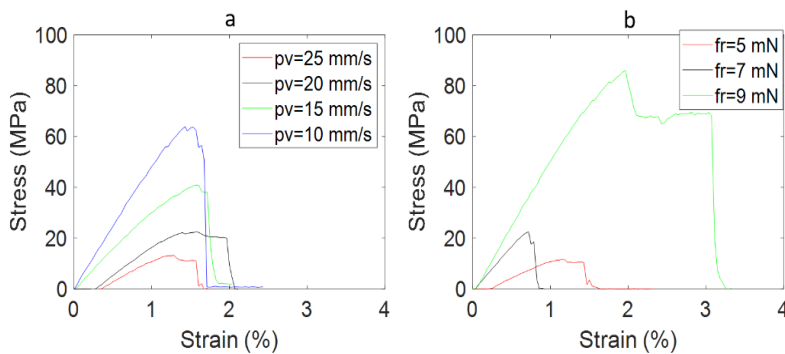 a
100
80
60
40
20
0
Stress (MPa)
0 1 2 3 4
Strain (%)
pv=25 mm/s
pv=20 mm/s
pv=15 mm/s
pv=10 mm/s
b
100
80
60
40
20
0
Stress (MPa)
0 1 2 3 4
Strain (%)
fr=5 mN
fr=7 mN
fr=9 mN